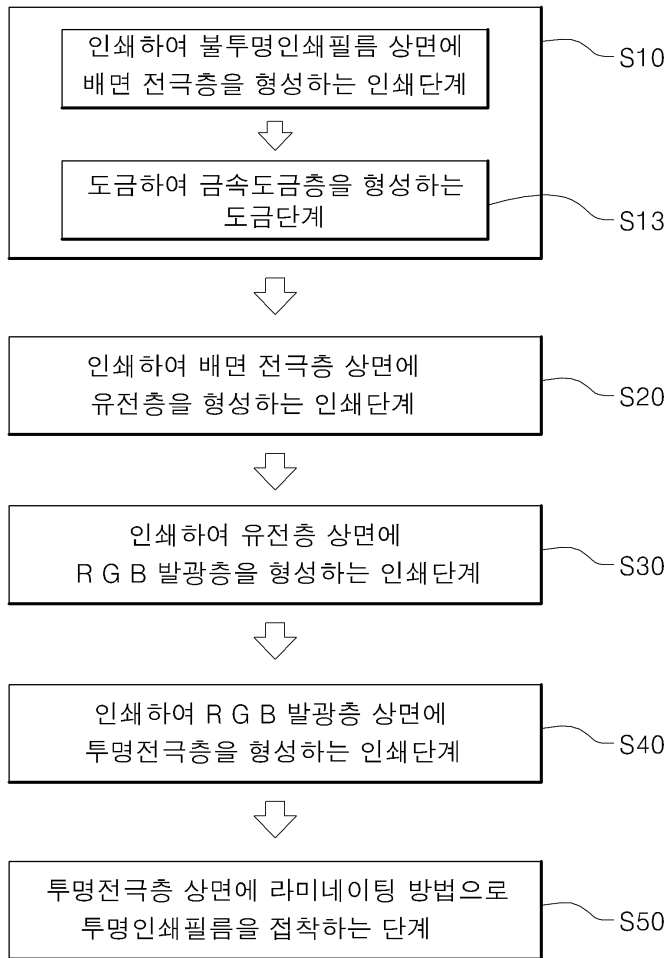 인쇄하여 불투명인쇄필름 상면에
배면 전극층을 형성하는 인쇄단계
S10
도금하여 금속도금층을 형성하는
도금단계
S13
인쇄하여 배면 전극층 상면에
유전층을 형성하는 인쇄단계
S20
인쇄하여 유전층 상면에
R G B 발광층을 형성하는 인쇄단계
S30
인쇄하여 R G B 발광층 상면에
투명전극층을 형성하는 인쇄단계
S40
투명전극층 상면에 라미네이팅 방법으로
투명인쇄필름을 접착하는 단계
S50